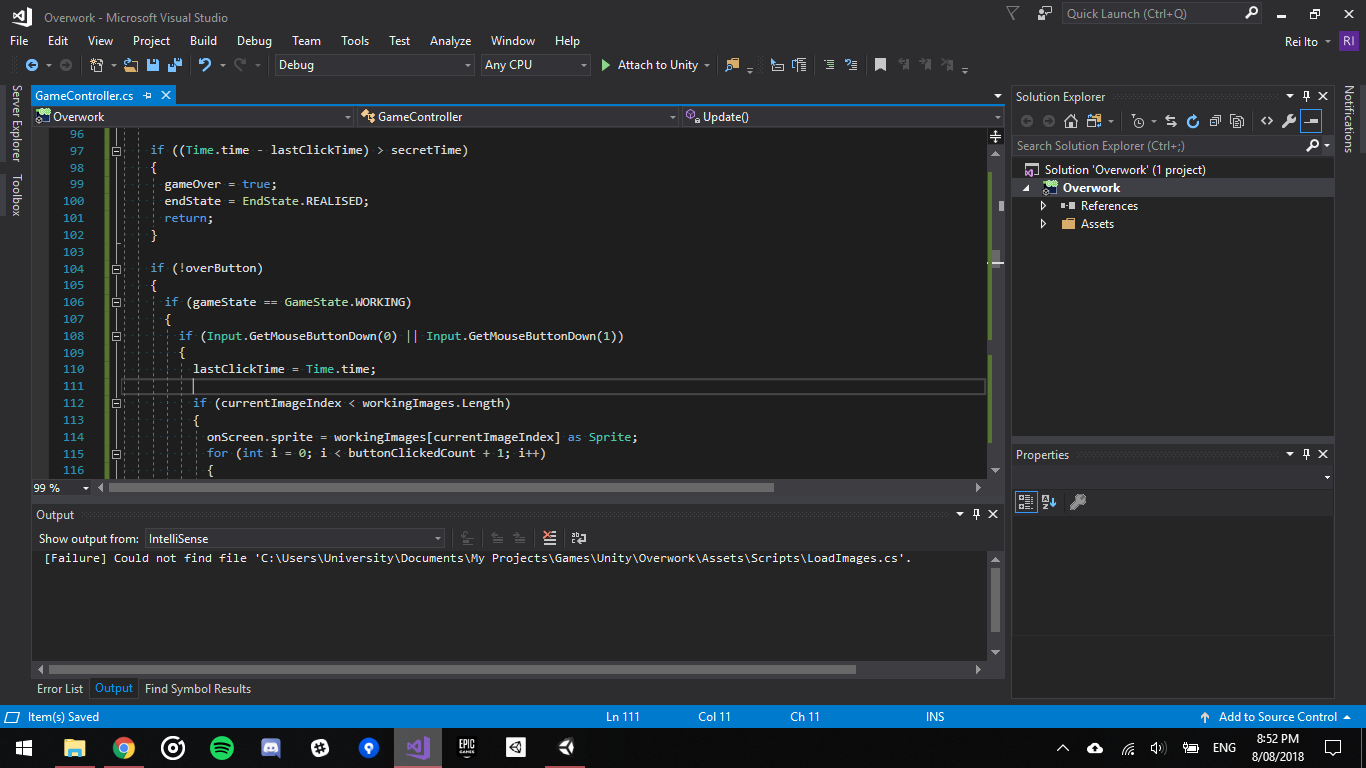 Overwork - Microsoft Visual Studio
Quick Launch (Ctrl+Q)
File Edit View Project Build Debug Team Tools Test Analyze Window Help
Rei Ito RI
Debug Any CPU Attach to Unity
Server Explorer
Toolbox
GameController.cs
Overwork GameController Update()
96
97 if ((Time.time - lastClickTime) > secretTime)
98 {
99 gameOver = true;
100 endState = EndState.REALISED;
101 return;
102 }
103
104 if (!overButton)
105 {
106 if (gameState == GameState.WORKING)
107 {
108 if (Input.GetMouseButtonDown(0) || Input.GetMouseButtonDown(1))
109 {
110 lastClickTime = Time.time;
111
112 if (currentImageIndex < workingImages.Length)
113 {
114 onScreen.sprite = workingImages[currentImageIndex] as Sprite;
115 for (int i = 0; i < buttonClickedCount + 1; i++)
116 {
99 %
Output
Show output from: IntelliSense
[Failure] Could not find file 'C:\Users\University\Documents\My Projects\Games\Unity\Overwork\Assets\Scripts\LoadImages.cs'.
Error List Output Find Symbol Results
Solution Explorer
Search Solution Explorer (Ctrl+;)
Solution 'Overwork' (1 project)
Overwork
References
Assets
Properties
Notifications
Item(s) Saved Ln 111 Col 11 Ch 11 INS Add to Source Control
EPIC GAMES
ENG
8:52 PM
8/08/2018